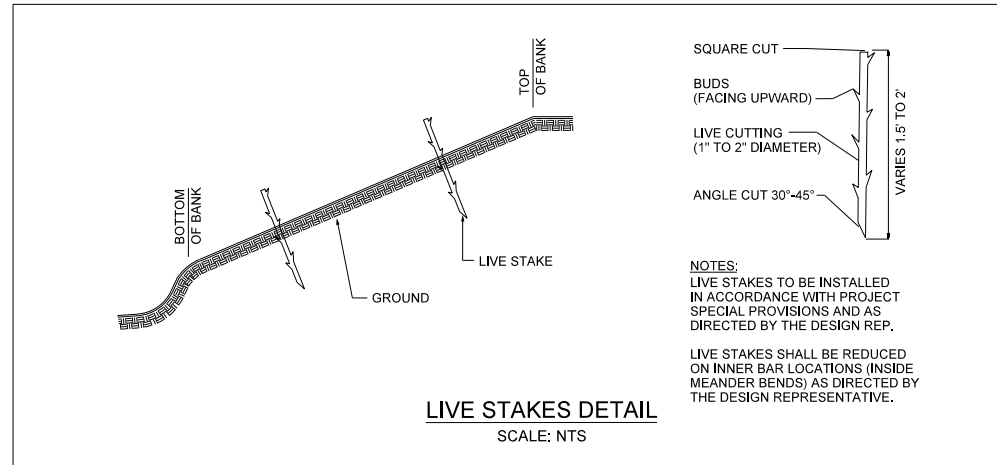 TOP
OF BANK
BOTTOM
OF BANK
LIVE STAKE
GROUND
SQUARE CUT
BUDS
(FACING UPWARD)
LIVE CUTTING
(1" TO 2" DIAMETER)
ANGLE CUT 30°-45°
VARIES 1.5' TO 2'
NOTES:
LIVE STAKES TO BE INSTALLED
IN ACCORDANCE WITH PROJECT
SPECIAL PROVISIONS AND AS
DIRECTED BY THE DESIGN REP.
LIVE STAKES SHALL BE REDUCED
ON INNER BAR LOCATIONS (INSIDE
MEANDER BENDS) AS DIRECTED BY
THE DESIGN REPRESENTATIVE.
LIVE STAKES DETAIL
SCALE: NTS